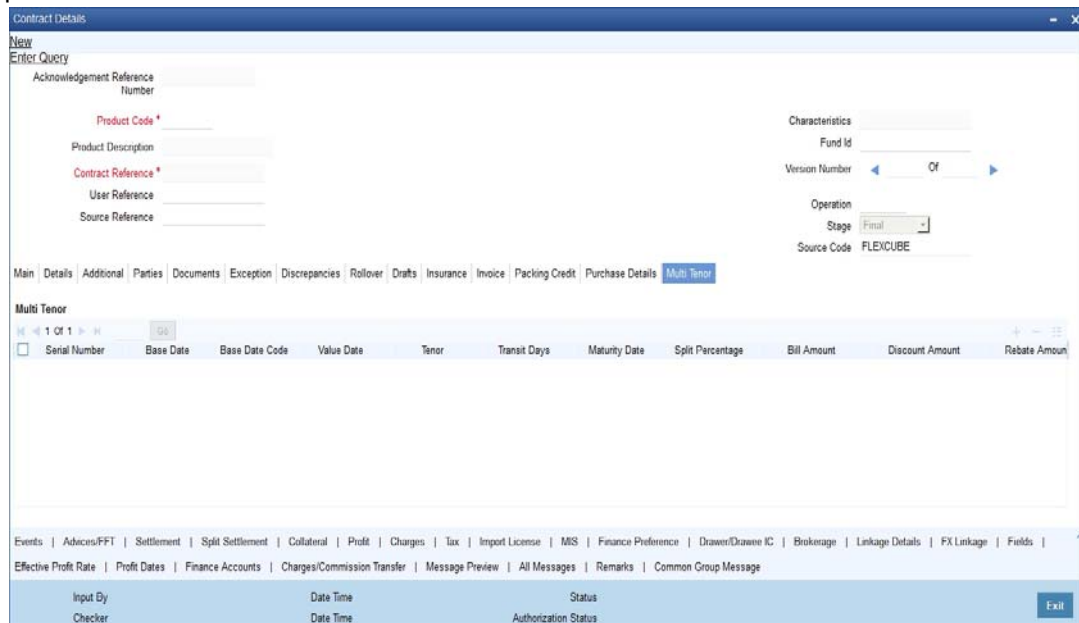 Contract Details
New
Enter Query
Acknowledgement Reference Number
Product Code *
Product Description
Contract Reference *
User Reference
Source Reference
Characteristics
Fund Id
Version Number Of
Operation
Stage Final
Source Code FLEXCUBE
Main Details Additional Parties Documents Exception Discrepancies Rollover Drafts Insurance Invoice Packing Credit Purchase Details Multi Tenor
Multi Tenor
1 Of 1 Go
Serial Number Base Date Base Date Code Value Date Tenor Transit Days Maturity Date Split Percentage Bill Amount Discount Amount Rebate Amoun
Events | Advices/FFT | Settlement | Split Settlement | Collateral | Profit | Charges | Tax | Import License | MIS | Finance Preference | Drawer/Drawee IC | Brokerage | Linkage Details | FX Linkage | Fields |
Effective Profit Rate | Profit Dates | Finance Accounts | Charges/Commission Transfer | Message Preview | All Messages | Remarks | Common Group Message
Input By Date Time Status
Checker Date Time Authorization Status
Exit